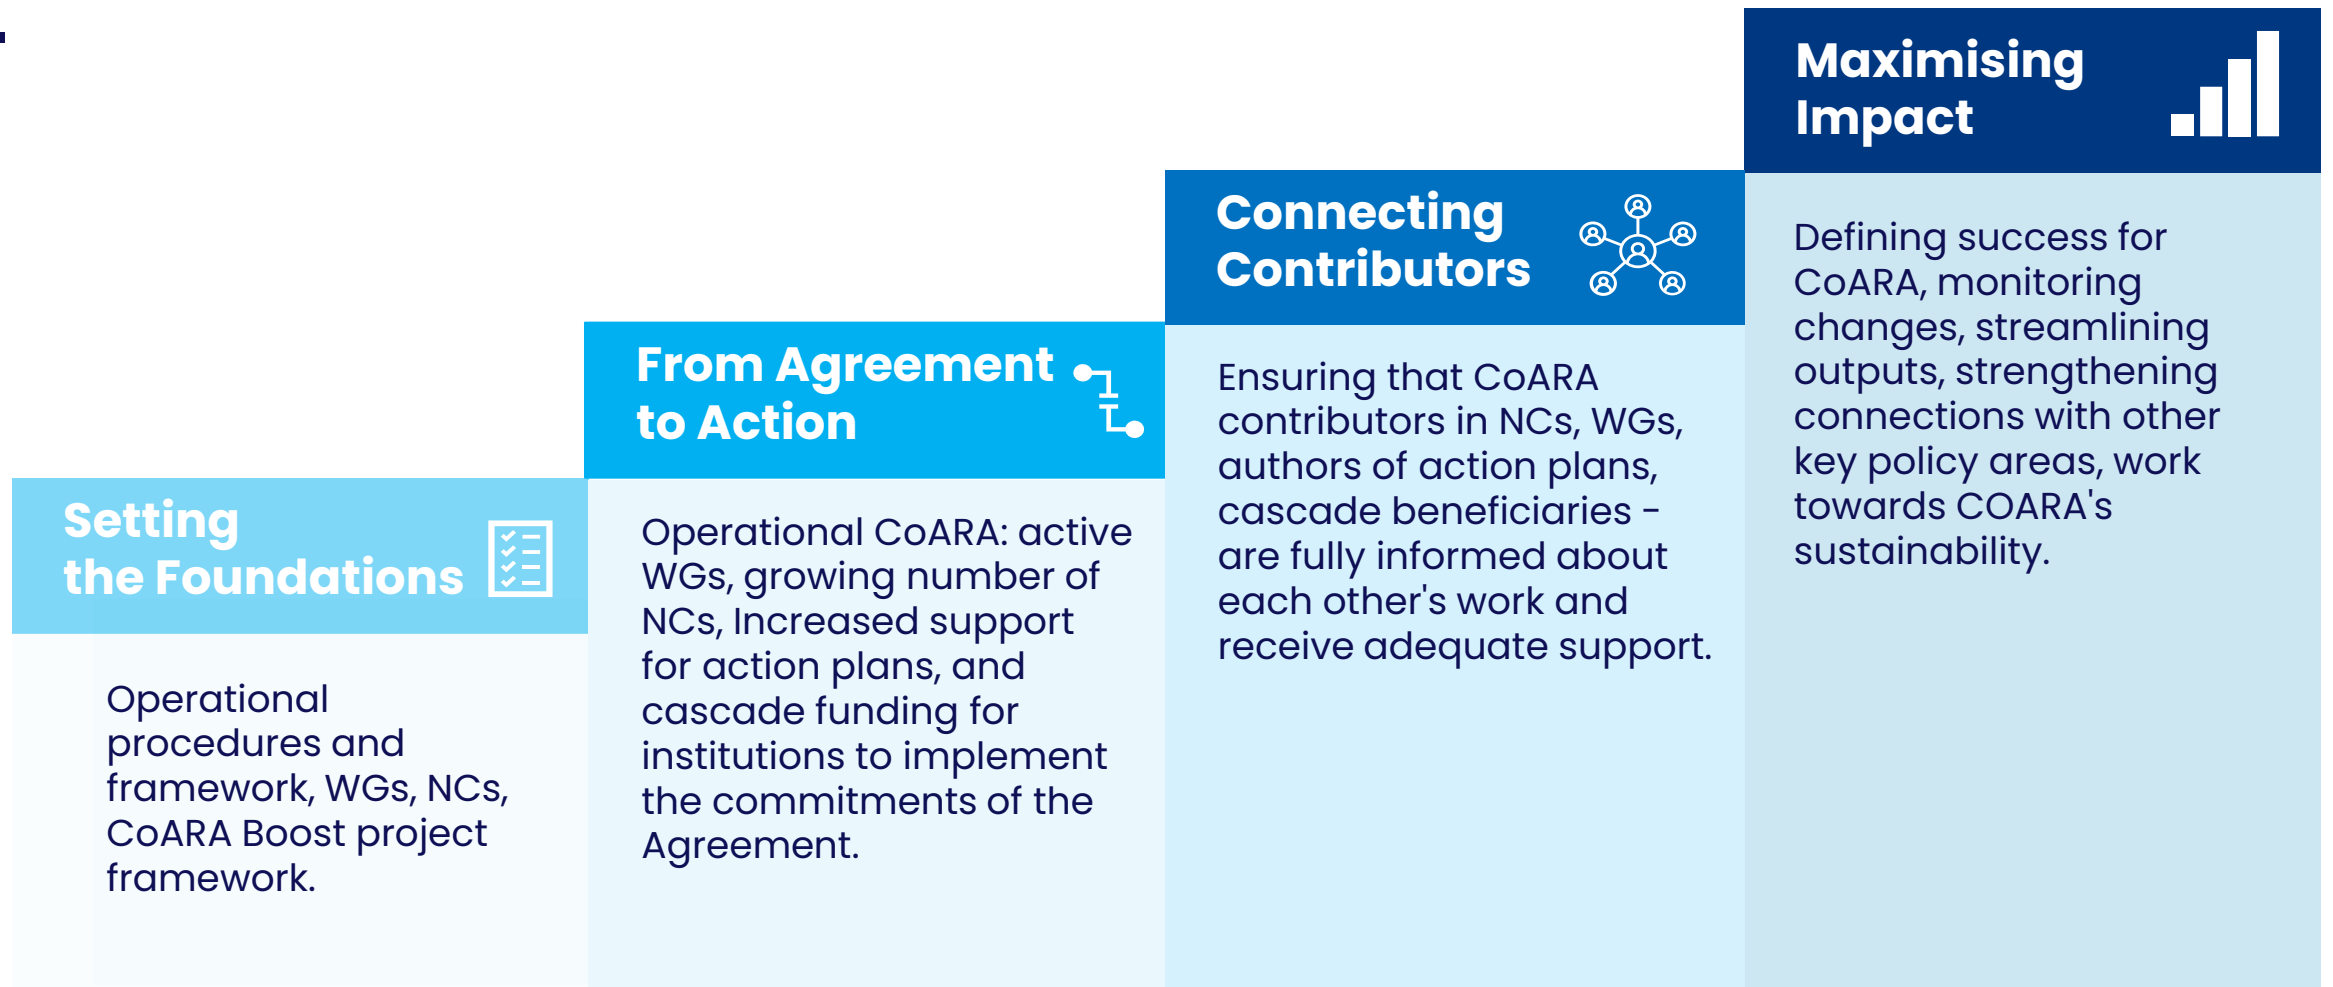 Setting
the Foundations
Operational
procedures and
framework, WGs, NCs,
CoARA Boost project
framework.
From Agreement
to Action
Operational CoARA: active
WGs, growing number of
NCs, Increased support
for action plans, and
cascade funding for
institutions to implement
the commitments of the
Agreement.
Connecting
Contributors
Ensuring that CoARA
contributors in NCs, WGs,
authors of action plans,
cascade beneficiaries -
are fully informed about
each other's work and
receive adequate support.
Maximising
Impact
Defining success for
CoARA, monitoring
changes, streamlining
outputs, strengthening
connections with other
key policy areas, work
towards COARA's
sustainability.